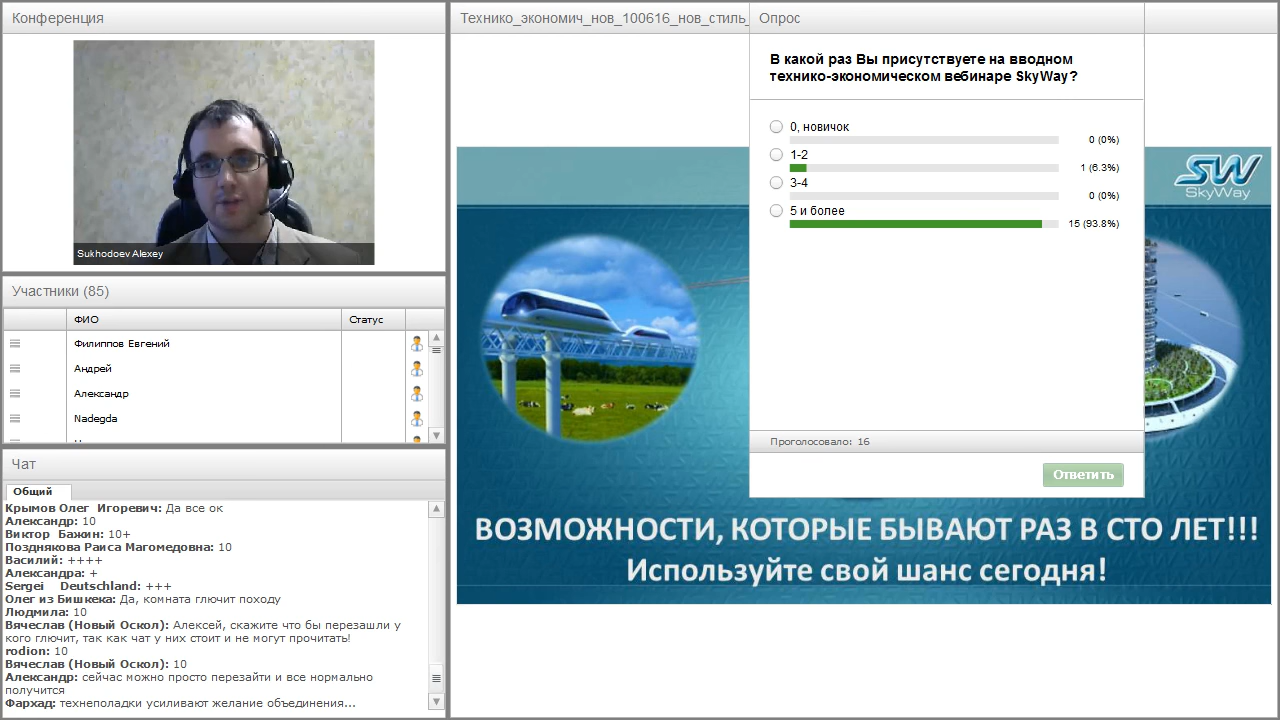 Конференция
Sukhodoev Alexey
Участники (85)
ФИО
Статус
Филиппов Евгений
Андрей
Александр
Nadegda
Чат
Общий
Крымов Олег Игоревич: Да все ок
Александр: 10
Виктор Бажин: 10+
Позднякова Раиса Магомедовна: 10
Василий: ++++
Александра: +
Sergei Deutschland: +++
Олег из Бишкека: Да, комната глючит походу
Людмила: 10
Вячеслав (Новый Оскол): Алексей, скажите что бы перезашли у
кого глючит, так как чат у них стоит и не могут прочитать!
rodion: 10
Вячеслав (Новый Оскол): 10
Александр: сейчас можно просто перезайти и все нормально
получится
Фархад: технеполадки усиливают желание объединения...
Технико_экономич_нов_100616_нов_стиль_
Опрос
В какой раз Вы присутствуете на вводном
технико-экономическом вебинаре SkyWay?
0, новичок
0 (0%)
1-2
1 (6.3%)
3-4
0 (0%)
5 и более
15 (93.8%)
Проголосовало: 16
Ответить
SW
SkyWay
ВОЗМОЖНОСТИ, КОТОРЫЕ БЫВАЮТ РАЗ В СТО ЛЕТ!!!
Используйте свой шанс сегодня!